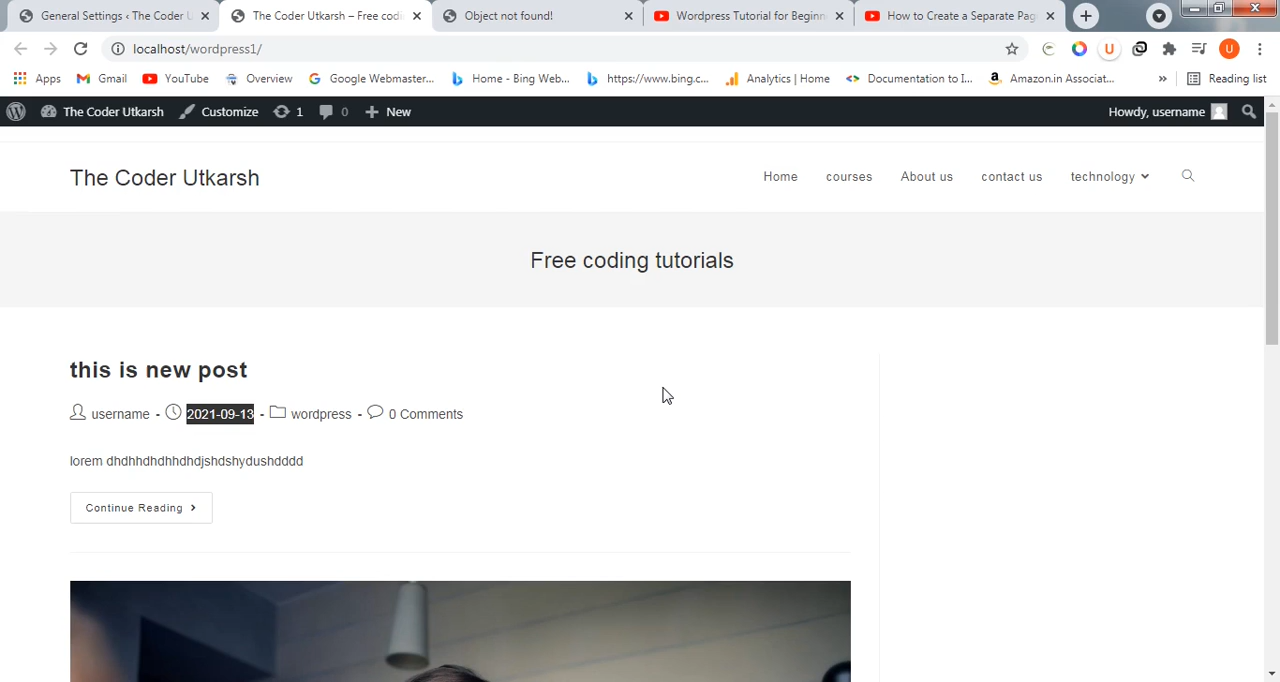 General Settings ‹ The Coder U
The Coder Utkarsh – Free codi
Object not found!
Wordpress Tutorial for Beginn
How to Create a Separate Pag
localhost/wordpress1/
U
U
Apps
Gmail
YouTube
Overview
Google Webmaster...
Home - Bing Web...
https://www.bing.c...
Analytics | Home
Documentation to I...
Amazon.in Associat...
»
Reading list
The Coder Utkarsh
Customize
1
0
New
Howdy, username
The Coder Utkarsh
Home
courses
About us
contact us
technology
Free coding tutorials
this is new post
username - 2021-09-13 - wordpress - 0 Comments
lorem dhdhhdhdhhdhdjshdshydushdddd
Continue Reading